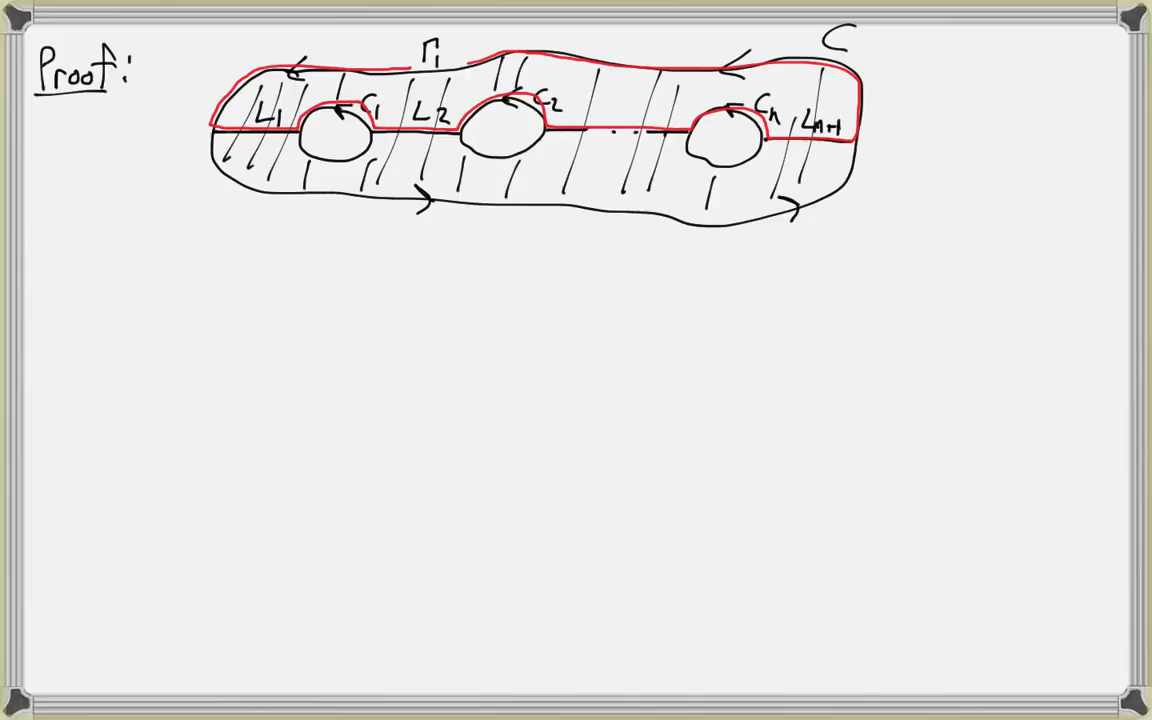 Proof:
Γ₁ C
L₁ C₁ L₂ C₂ ... Cₙ Lₙ₊₁